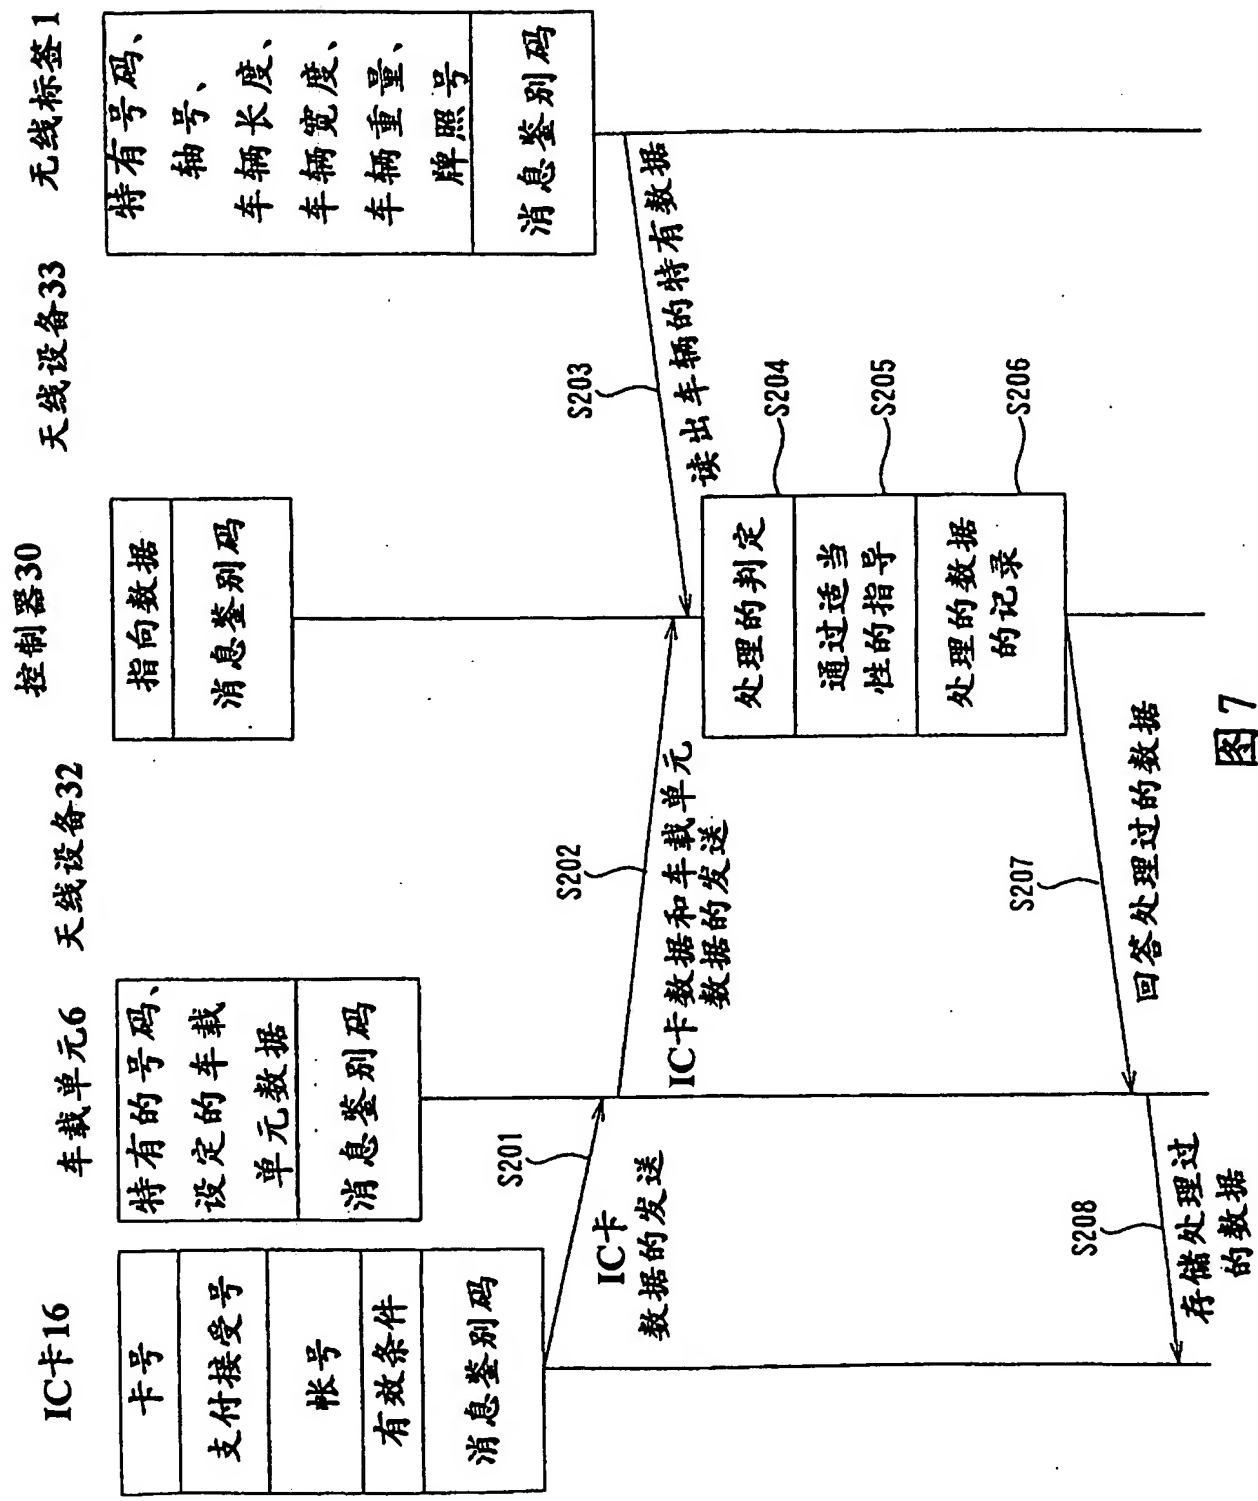 IC卡16
车载单元6
天线设备32
控制器30
天线设备33
无线标签1
卡号
支付接受号
帐号
有效条件
消息鉴别码
特有的号码、
设定的车载
单元数据
消息鉴别码
指向数据
消息鉴别码
特有号码、
轴号、
车辆长度、
车辆宽度、
车辆重量、
牌照号
消息鉴别码
S201
IC卡
数据的发送
S202
IC卡数据和车载单元
数据的发送
S203
读出车辆的特有数据
处理的判定
S204
通过适当
性的指导
S205
处理的数据
的记录
S206
S207
回答处理过的数据
S208
存储处理过
的数据
图7